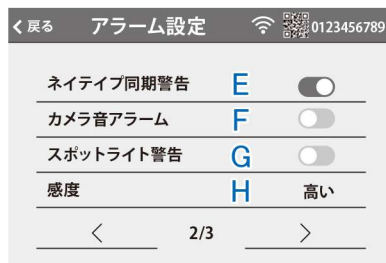 戻る アラーム設定 0123456789
ネイテイプ同期警告 E
カメラ音アラーム F
スポットライト警告 G
感度 H 高い
2/3